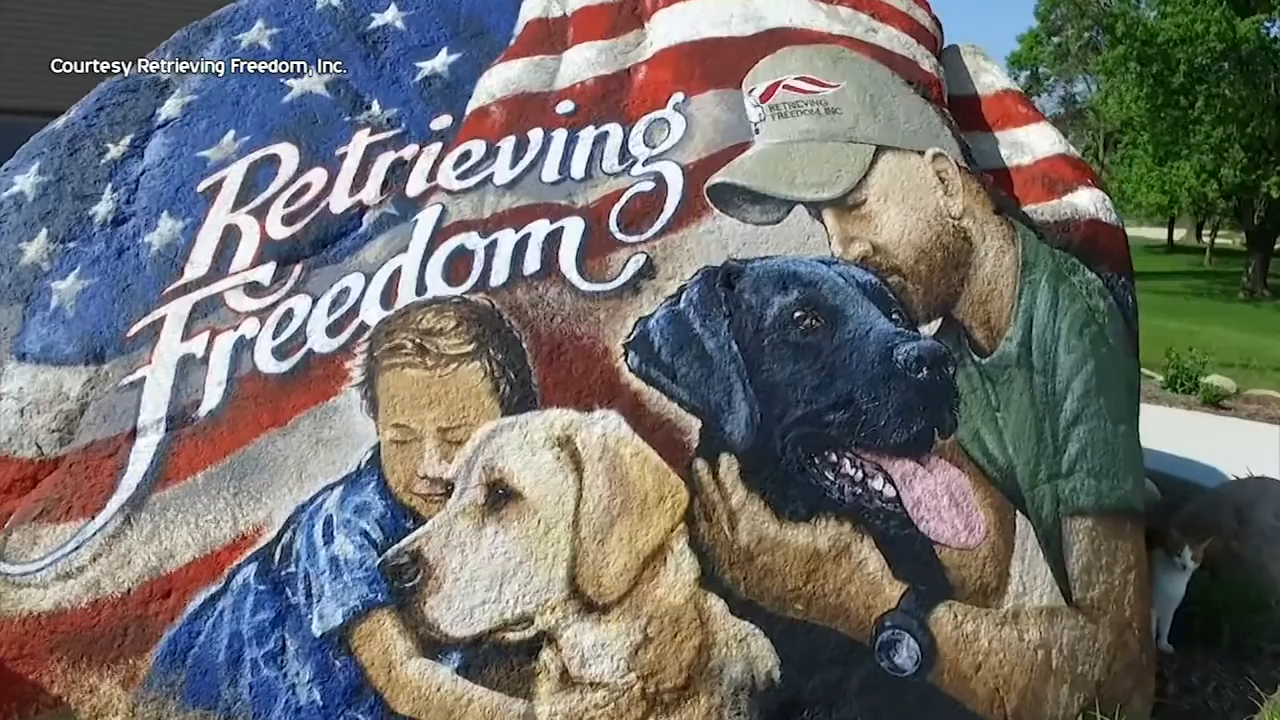 Courtesy Retrieving Freedom, Inc.
Retrieving
Freedom
RETRIEVING
FREEDOM, INC